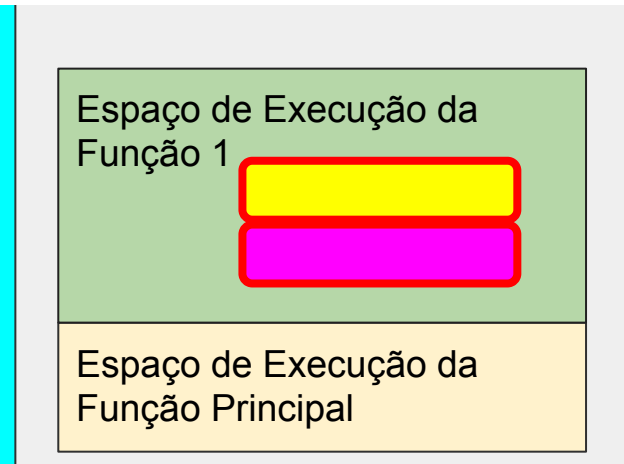 Espaço de Execução da
Função 1
Espaço de Execução da
Função Principal